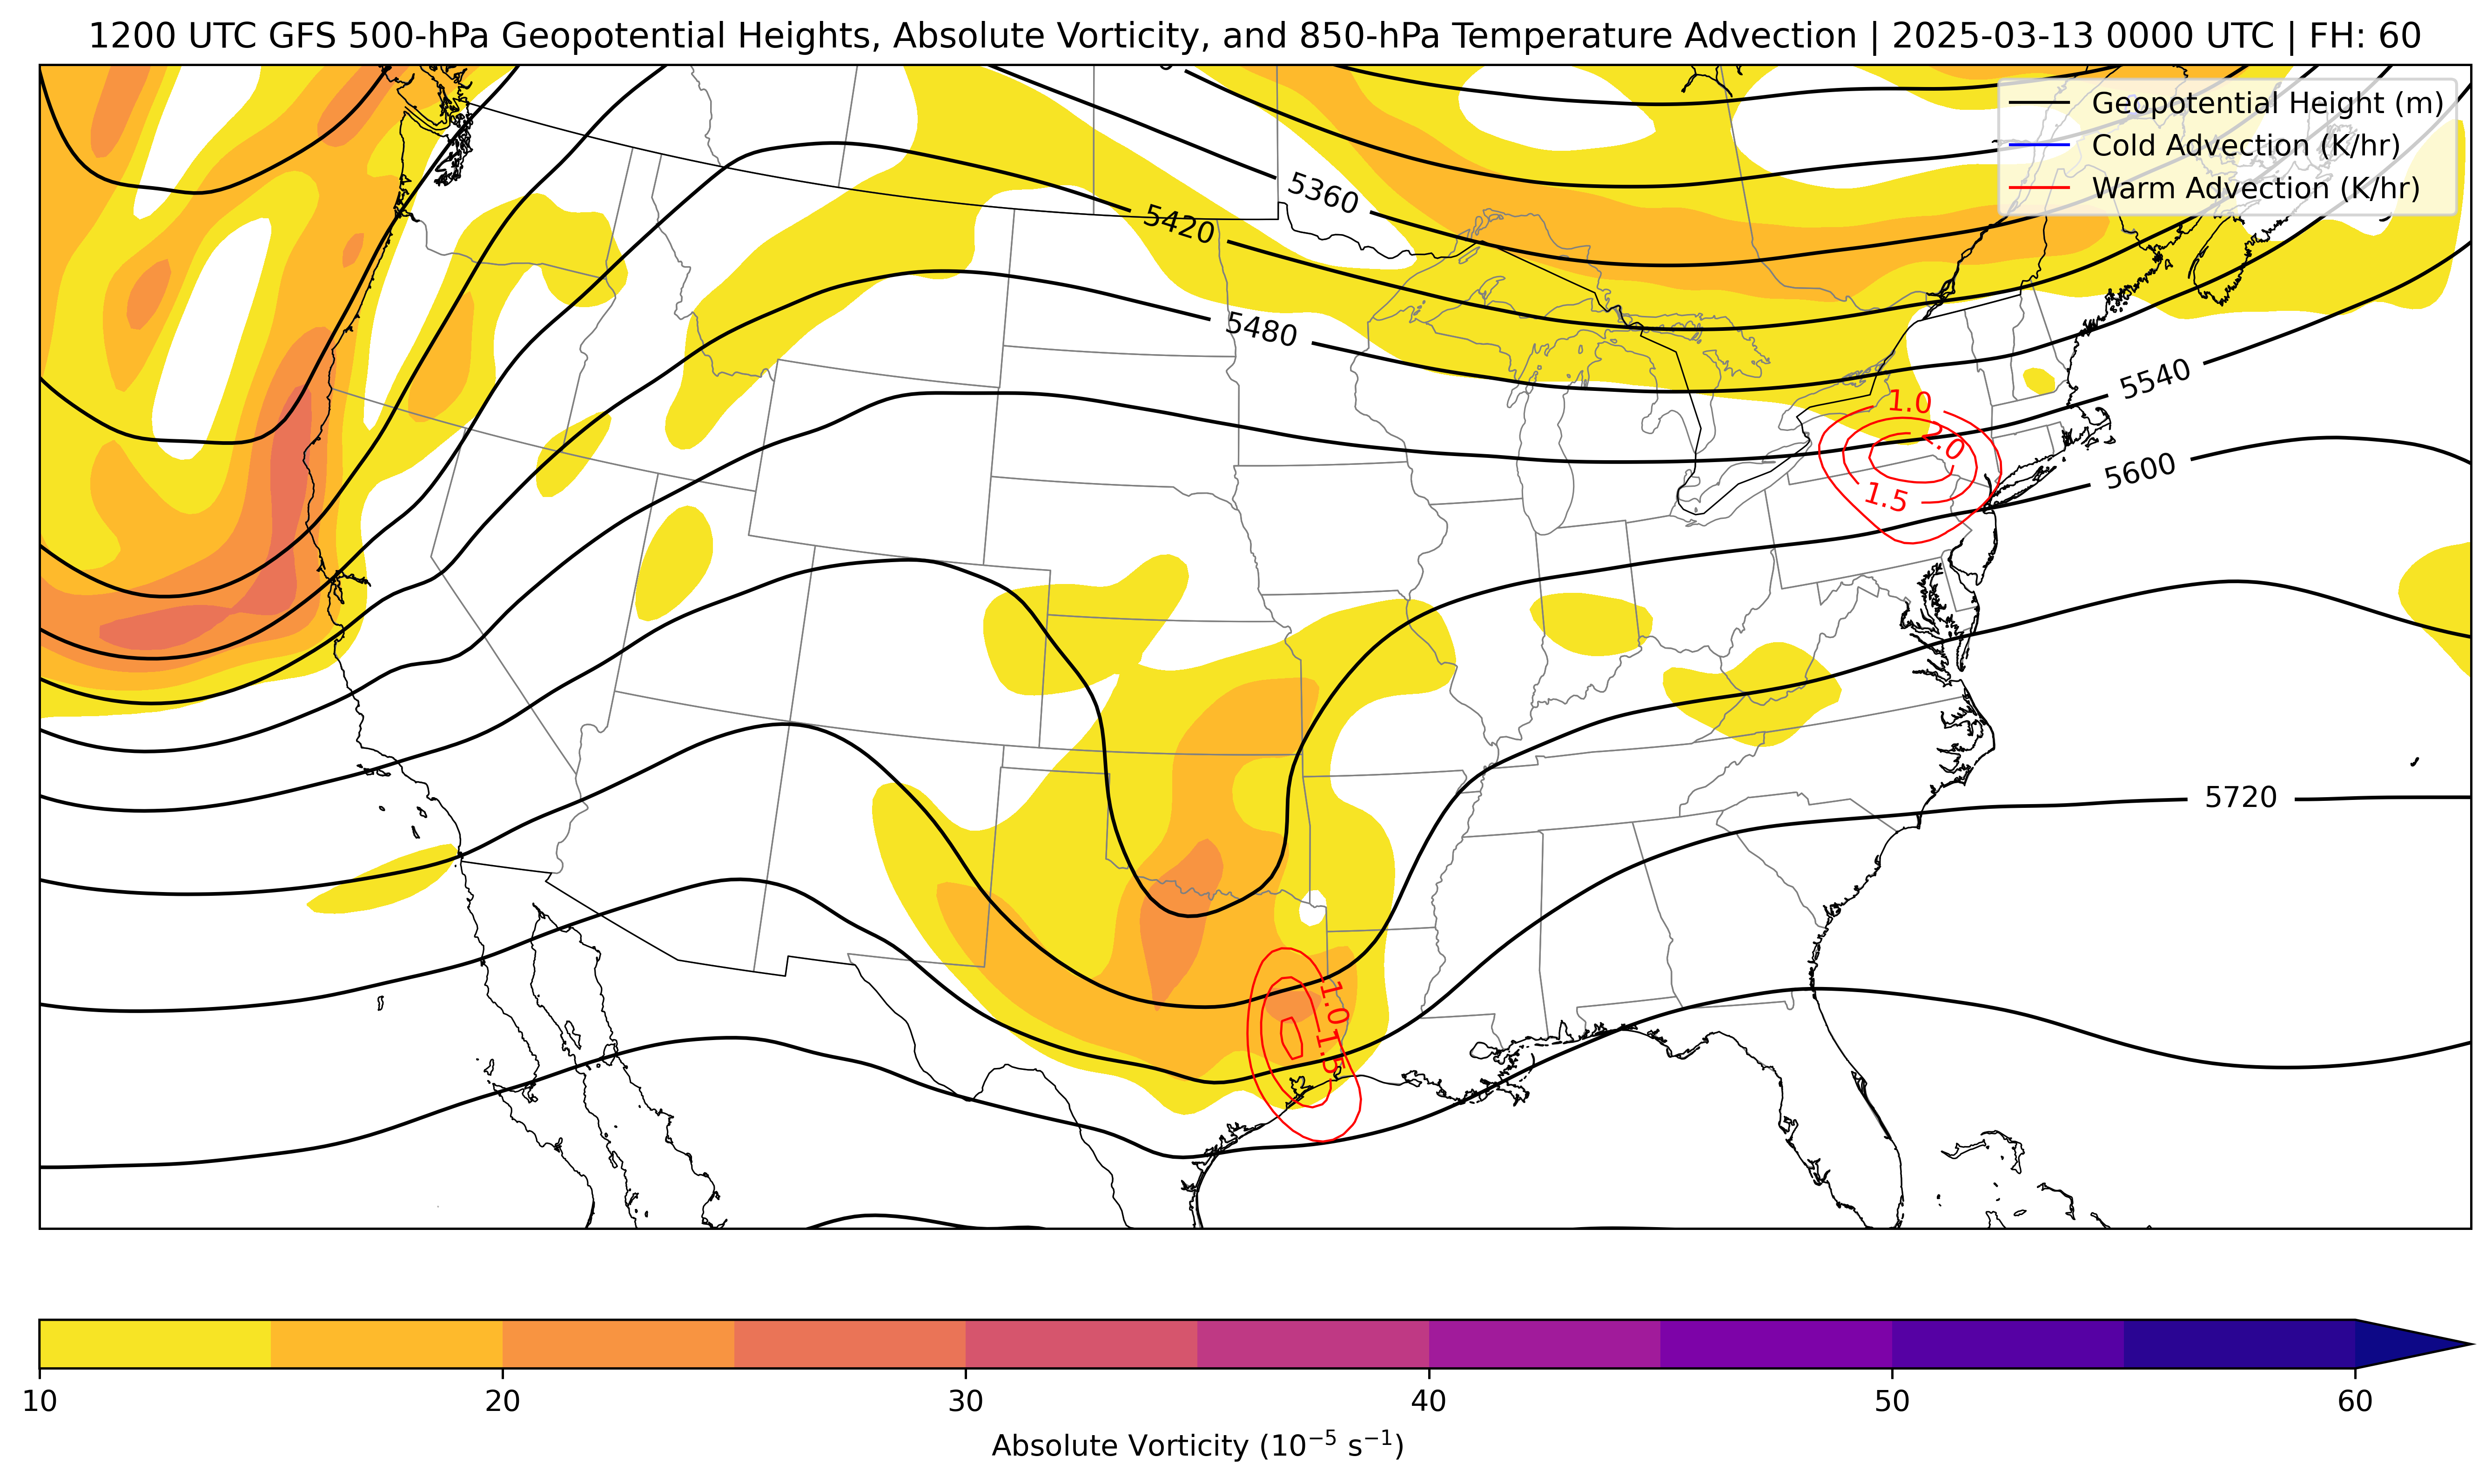 1200 UTC GFS 500-hPa Geopotential Heights, Absolute Vorticity, and 850-hPa Temperature Advection | 2025-03-13 0000 UTC | FH: 60
Geopotential Height (m)
Cold Advection (K/hr)
Warm Advection (K/hr)
5360
5420
5480
5540
5600
1.0
2.0
1.5
5720
1.0
1.5
10 20 30 40 50 60
Absolute Vorticity (10⁻⁵ s⁻¹)